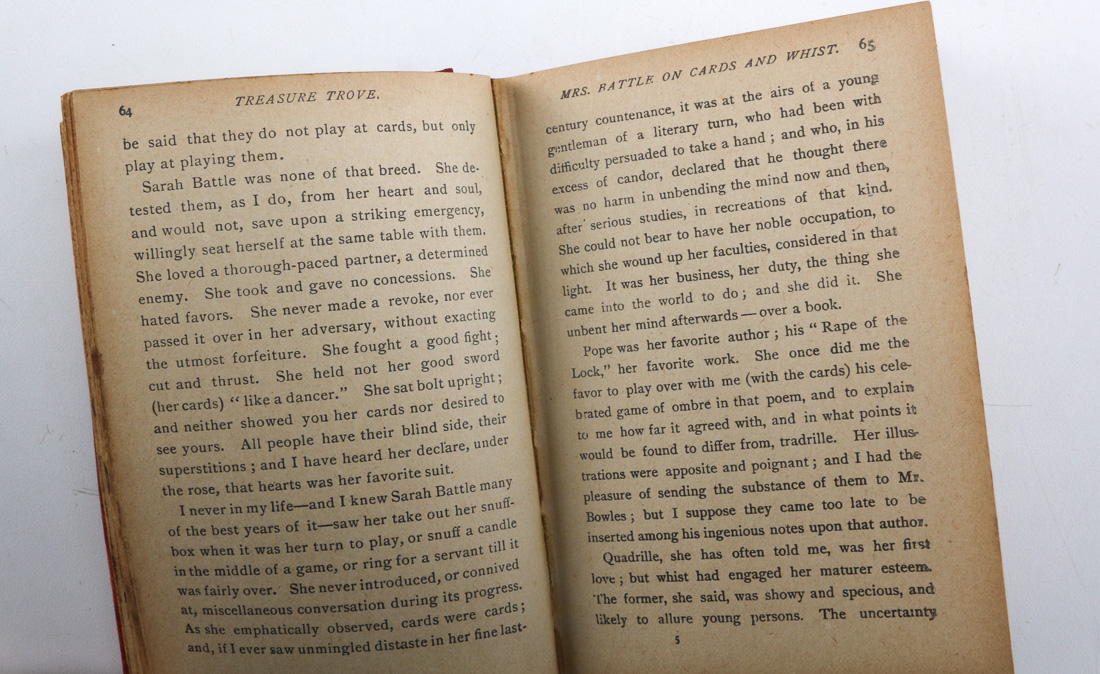 64
TREASURE TROVE.
be said that they do not play at cards, but only
play at playing them.
Sarah Battle was none of that breed. She de-
tested them, as I do, from her heart and soul,
and would not, save upon a striking emergency,
willingly seat herself at the same table with them.
She loved a thorough-paced partner, a determined
enemy. She took and gave no concessions. She
hated favors. She never made a revoke, nor ever
passed it over in her adversary, without exacting
the utmost forfeiture. She fought a good fight;
cut and thrust. She held not her good sword
(her cards) “like a dancer.” She sat bolt upright;
and neither showed you her cards nor desired to
see yours. All people have their blind side, their
superstitions; and I have heard her declare, under
the rose, that hearts was her favorite suit.
I never in my life—and I knew Sarah Battle many
of the best years of it—saw her take out her snuff-
box when it was her turn to play, or snuff a candle
in the middle of a game, or ring for a servant till it
was fairly over. She never introduced, or connived
at, miscellaneous conversation during its progress.
As she emphatically observed, cards were cards;
and, if I ever saw unmingled distaste in her fine last-
MRS. BATTLE ON CARDS AND WHIST. 65
century countenance, it was at the airs of a young
gentleman of a literary turn, who had been with
difficulty persuaded to take a hand; and who, in his
excess of candor, declared that he thought there
was no harm in unbending the mind now and then,
after serious studies, in recreations of that kind.
She could not bear to have her noble occupation, to
which she wound up her faculties, considered in that
light. It was her business, her duty, the thing she
came into the world to do; and she did it. She
unbent her mind afterwards—over a book.
Pope was her favorite author; his “Rape of the
Lock,” her favorite work. She once did me the
favor to play over with me (with the cards) his cele-
brated game of ombre in that poem, and to explain
to me how far it agreed with, and in what points it
would be found to differ from, tradrille. Her illus-
trations were apposite and poignant; and I had the
pleasure of sending the substance of them to Mr.
Bowles; but I suppose they came too late to be
inserted among his ingenious notes upon that author.
Quadrille, she has often told me, was her first
love; but whist had engaged her maturer esteem.
The former, she said, was showy and specious, and
likely to allure young persons. The uncertainty
5